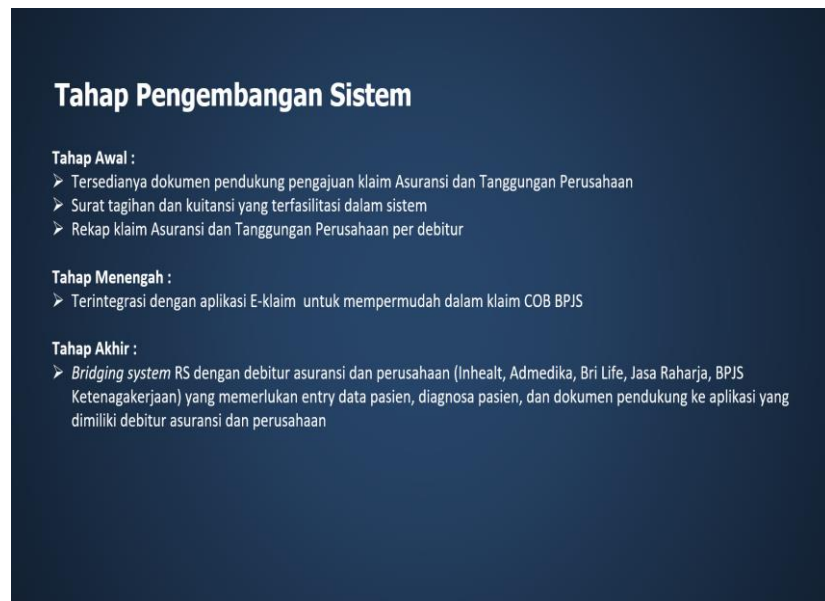 Tahap Pengembangan Sistem
Tahap Awal :
➢ Tersedianya dokumen pendukung pengajuan klaim Asuransi dan Tanggungan Perusahaan
➢ Surat tagihan dan kuitansi yang terfasilitasi dalam sistem
➢ Rekap klaim Asuransi dan Tanggungan Perusahaan per debitur
Tahap Menengah :
➢ Terintegrasi dengan aplikasi E-klaim untuk mempermudah dalam klaim COB BPJS
Tahap Akhir :
➢ Bridging system RS dengan debitur asuransi dan perusahaan (Inhealt, Admedika, Bri Life, Jasa Raharja, BPJS
Ketenagakerjaan) yang memerlukan entry data pasien, diagnosa pasien, dan dokumen pendukung ke aplikasi yang
dimiliki debitur asuransi dan perusahaan